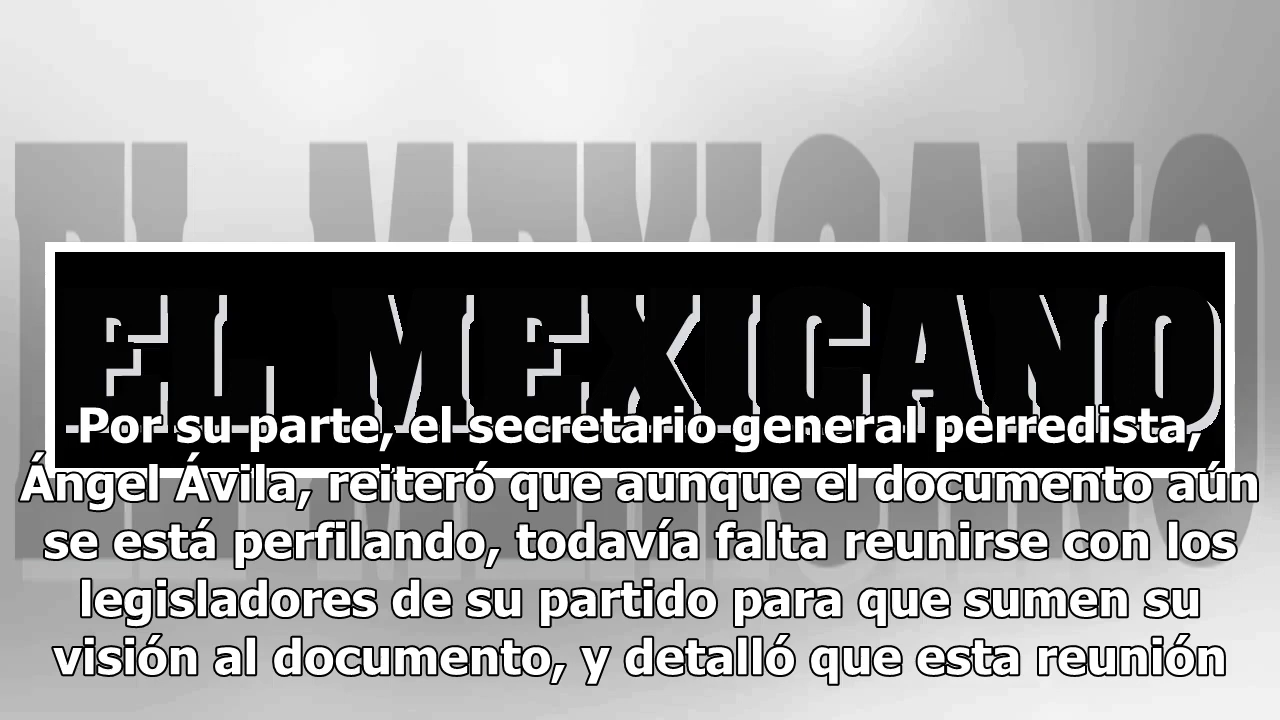 EL MEXICANO
EL MEXICANO
Por su parte, el secretario general perredista,
Ángel Ávila, reiteró que aunque el documento aún
se está perfilando, todavía falta reunirse con los
legisladores de su partido para que sumen su
visión al documento, y detalló que esta reunión